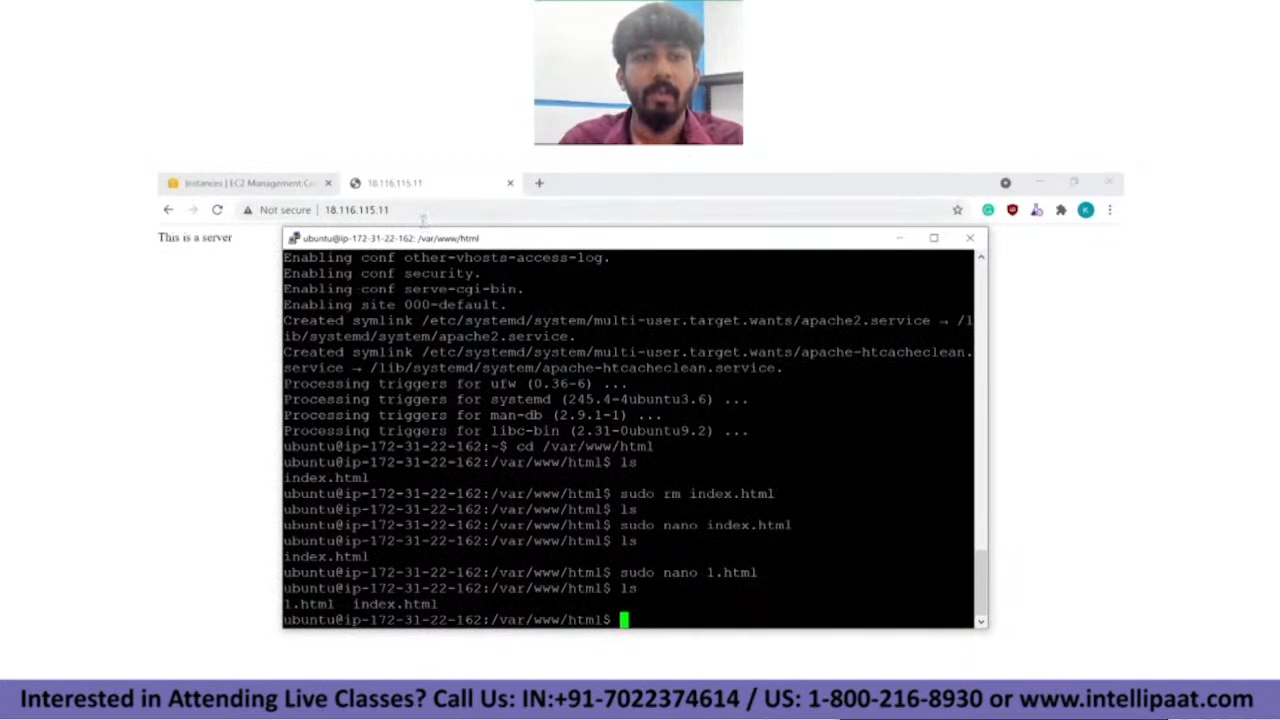 Instances | EC2 Management Co
18.116.115.11
Not secure
18.116.115.11
K
This is a server
ubuntu@ip-172-31-22-162: /var/www/html
Enabling conf other-vhosts-access-log.
Enabling conf security.
Enabling conf serve-cgi-bin.
Enabling site 000-default.
Created symlink /etc/systemd/system/multi-user.target.wants/apache2.service → /l
ib/systemd/system/apache2.service.
Created symlink /etc/systemd/system/multi-user.target.wants/apache-htcacheclean.
service → /lib/systemd/system/apache-htcacheclean.service.
Processing triggers for ufw (0.36-6) ...
Processing triggers for systemd (245.4-4ubuntu3.6) ...
Processing triggers for man-db (2.9.1-1) ...
Processing triggers for libc-bin (2.31-0ubuntu9.2) ...
ubuntu@ip-172-31-22-162:~$ cd /var/www/html
ubuntu@ip-172-31-22-162:/var/www/html$ ls
index.html
ubuntu@ip-172-31-22-162:/var/www/html$ sudo rm index.html
ubuntu@ip-172-31-22-162:/var/www/html$ ls
ubuntu@ip-172-31-22-162:/var/www/html$ sudo nano index.html
ubuntu@ip-172-31-22-162:/var/www/html$ ls
index.html
ubuntu@ip-172-31-22-162:/var/www/html$ sudo nano 1.html
ubuntu@ip-172-31-22-162:/var/www/html$ ls
1.html  index.html
ubuntu@ip-172-31-22-162:/var/www/html$
Interested in Attending Live Classes? Call Us: IN:+91-7022374614 / US: 1-800-216-8930 or www.intellipaat.com